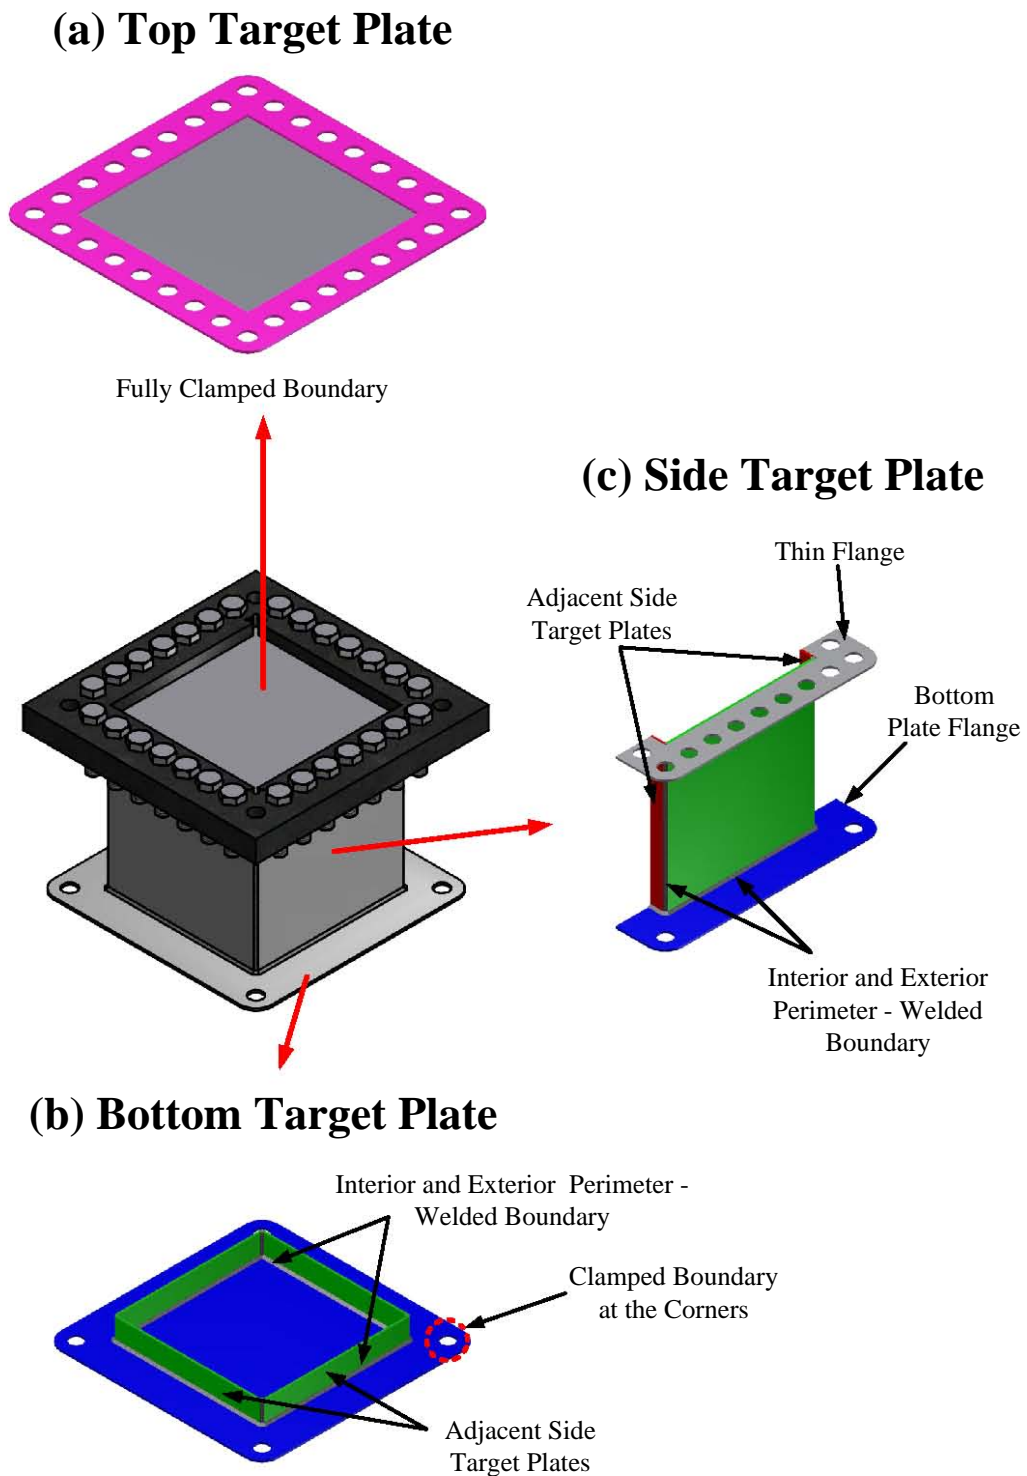 (a) Top Target Plate
Fully Clamped Boundary
(c) Side Target Plate
Thin Flange
Adjacent Side
Target Plates
Bottom
Plate Flange
Interior and Exterior
Perimeter - Welded
Boundary
(b) Bottom Target Plate
Interior and Exterior Perimeter -
Welded Boundary
Clamped Boundary
at the Corners
Adjacent Side
Target Plates